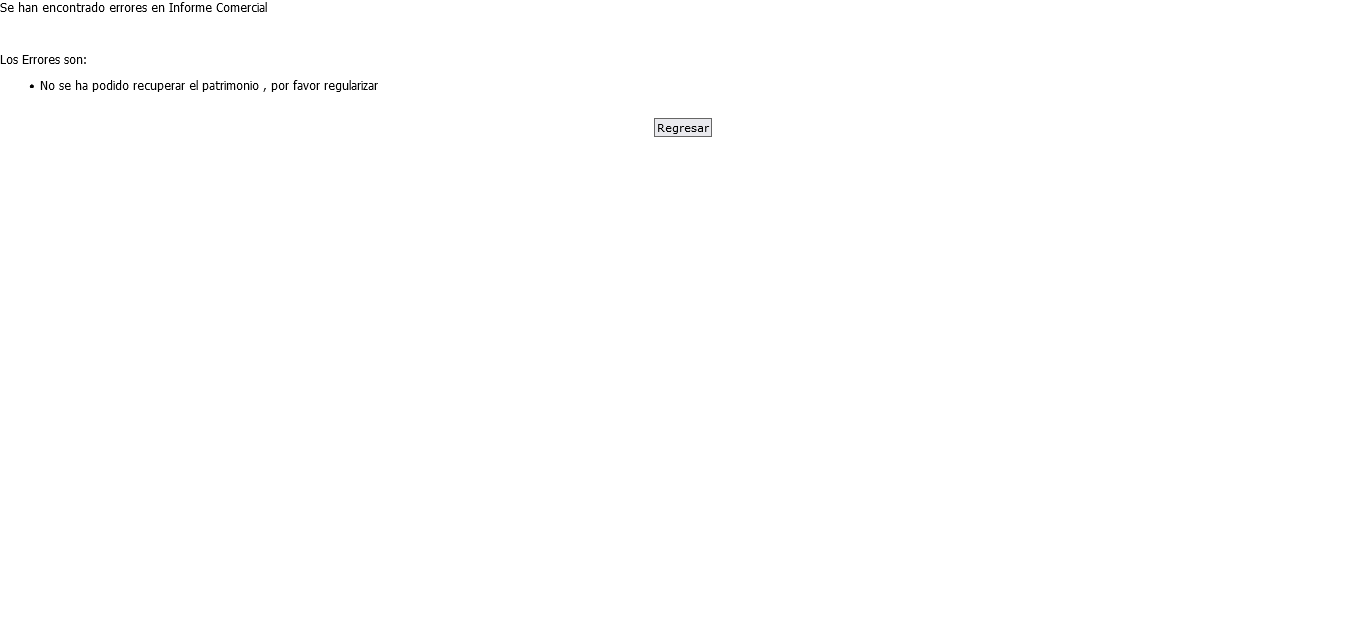 Se han encontrado errores en Informe Comercial
Los Errores son:
• No se ha podido recuperar el patrimonio , por favor regularizar
Regresar